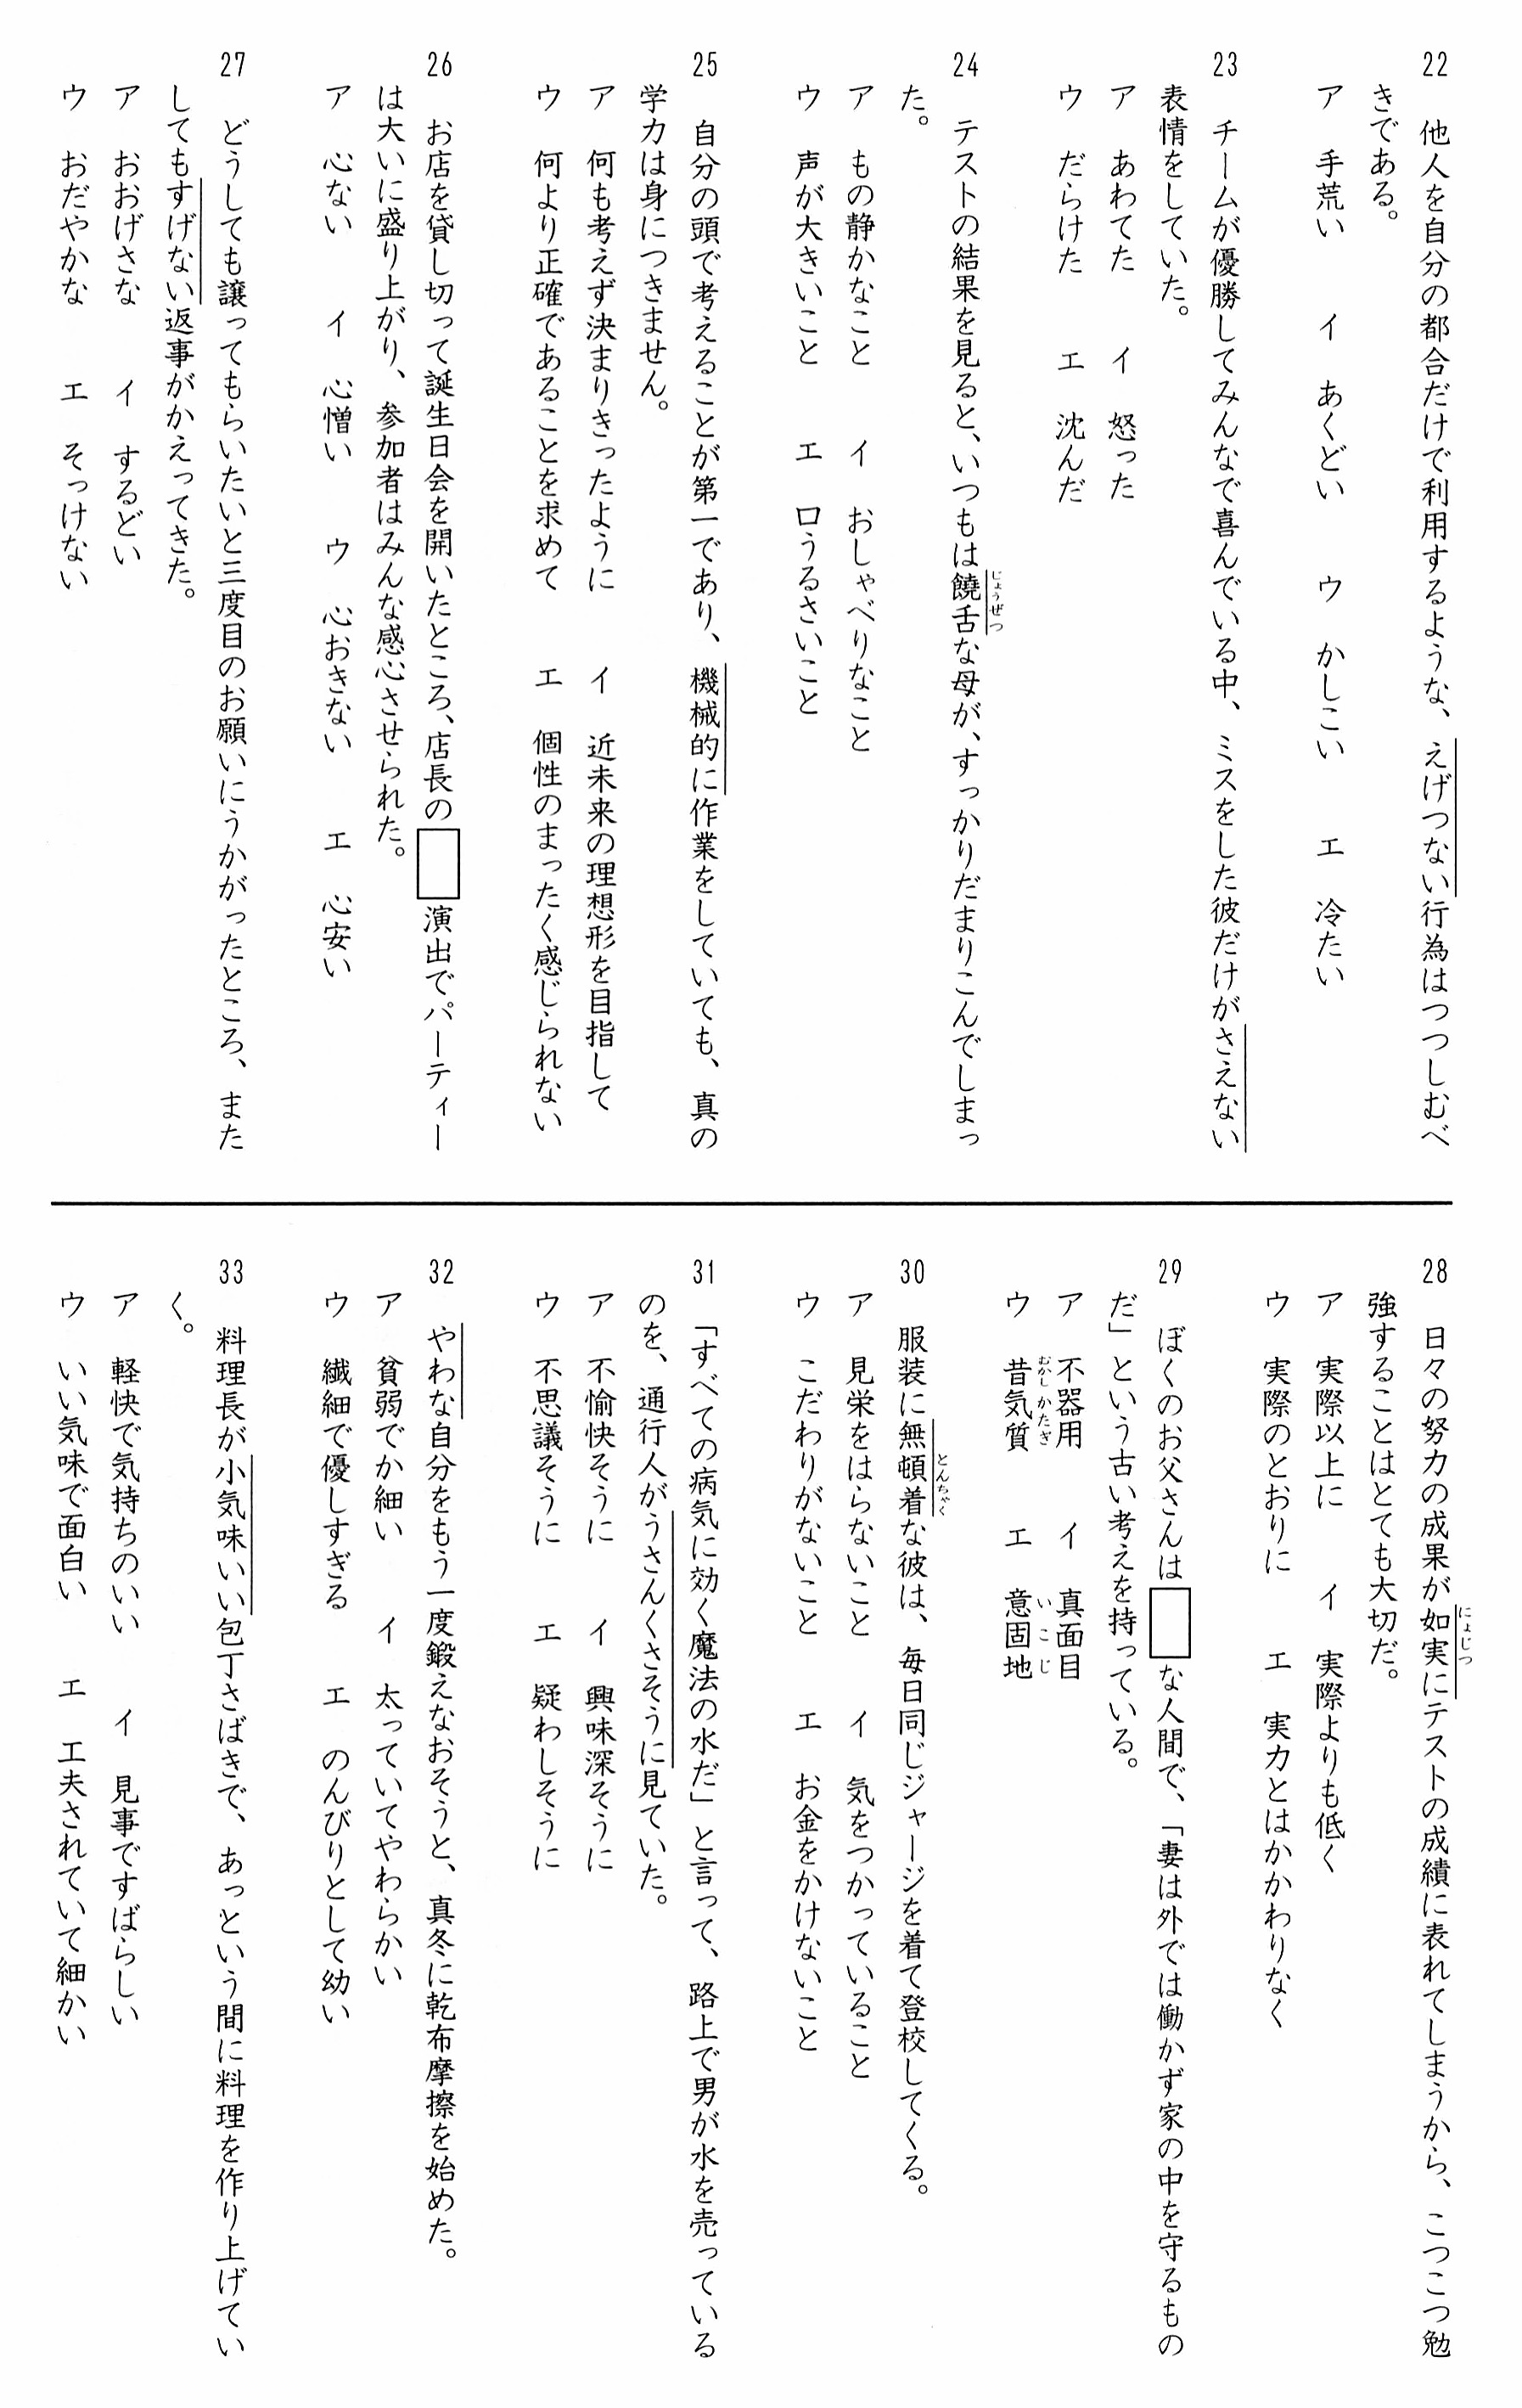 22 他人を自分の都合だけで利用するような、えげつない行為はつつしむべ
きである。
ア 手荒い イ あくどい ウ かしこい エ 冷たい
23 チームが優勝してみんなで喜んでいる中、ミスをした彼だけがさえない
表情をしていた。
ア あわてた イ 怒った
ウ だらけた エ 沈んだ
24 テストの結果を見ると、いつもは饒舌な母が、すっかりだまりこんでしまっ
じょうぜつ
た。
ア もの静かなこと イ おしゃべりなこと
ウ 声が大きいこと エ 口うるさいこと
25 自分の頭で考えることが第一であり、機械的に作業をしていても、真の
学力は身につきません。
ア 何も考えず決まりきったように イ 近未来の理想形を目指して
ウ 何より正確であることを求めて エ 個性のまったく感じられない
26 お店を貸し切って誕生日会を開いたところ、店長の□演出でパーティー
は大いに盛り上がり、参加者はみんな感心させられた。
ア 心ない イ 心憎い ウ 心おきない エ 心安い
27 どうしても譲ってもらいたいと三度目のお願いにうかがったところ、また
してもすげない返事がかえってきた。
ア おおげさな イ するどい
ウ おだやかな エ そっけない
28 日々の努力の成果が如実にテストの成績に表れてしまうから、こつこつ勉
にょじつ
強することはとても大切だ。
ア 実際以上に イ 実際よりも低く
ウ 実際のとおりに エ 実力とはかかわりなく
29 ぼくのお父さんは□な人間で、「妻は外では働かず家の中を守るもの
だ」という古い考えを持っている。
ア 不器用 イ 真面目
おかし かたぎ いこじ
ウ 昔気質 エ 意固地
30 服装に無頓着な彼は、毎日同じジャージを着て登校してくる。
とんちゃく
ア 見栄をはらないこと イ 気をつかっていること
ウ こだわりがないこと エ お金をかけないこと
31 「すべての病気に効く魔法の水だ」と言って、路上で男が水を売っている
のを、通行人がうさんくさそうに見ていた。
ア 不愉快そうに イ 興味深そうに
ウ 不思議そうに エ 疑わしそうに
32 やわな自分をもう一度鍛えなおそうと、真冬に乾布摩擦を始めた。
ア 貧弱でか細い イ 太っていてやわらかい
ウ 繊細で優しすぎる エ のんびりとして幼い
33 料理長が小気味いい包丁さばきで、あっという間に料理を作り上げてい
く。
ア 軽快で気持ちのいい イ 見事ですばらしい
ウ いい気味で面白い エ 工夫されていて細かい